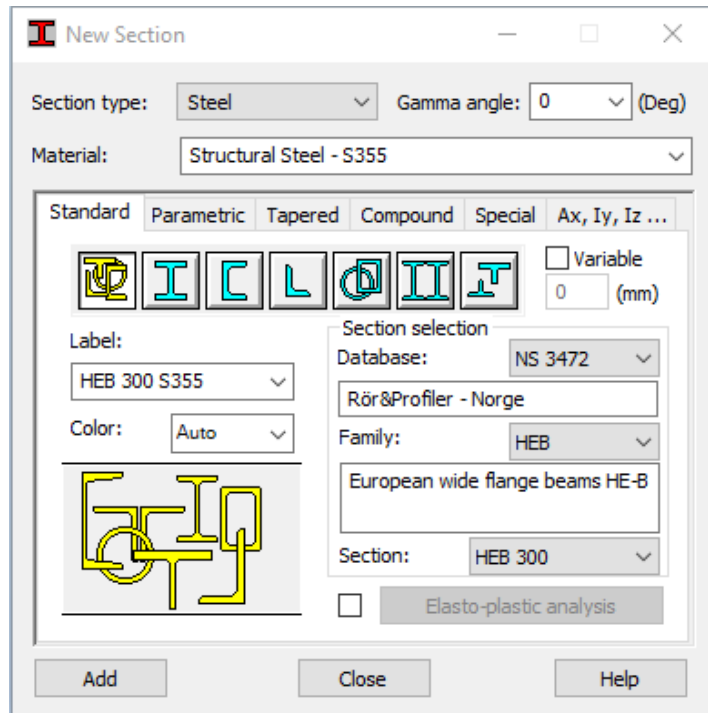 New Section
Section type: Steel Gamma angle: 0 (Deg)
Material: Structural Steel - S355
Standard Parametric Tapered Compound Special Ax, Iy, Iz ...
Variable
0 (mm)
Label:
HEB 300 S355
Color: Auto
Section selection
Database: NS 3472
Rör&Profiler - Norge
Family: HEB
European wide flange beams HE-B
Section: HEB 300
Elasto-plastic analysis
Add Close Help